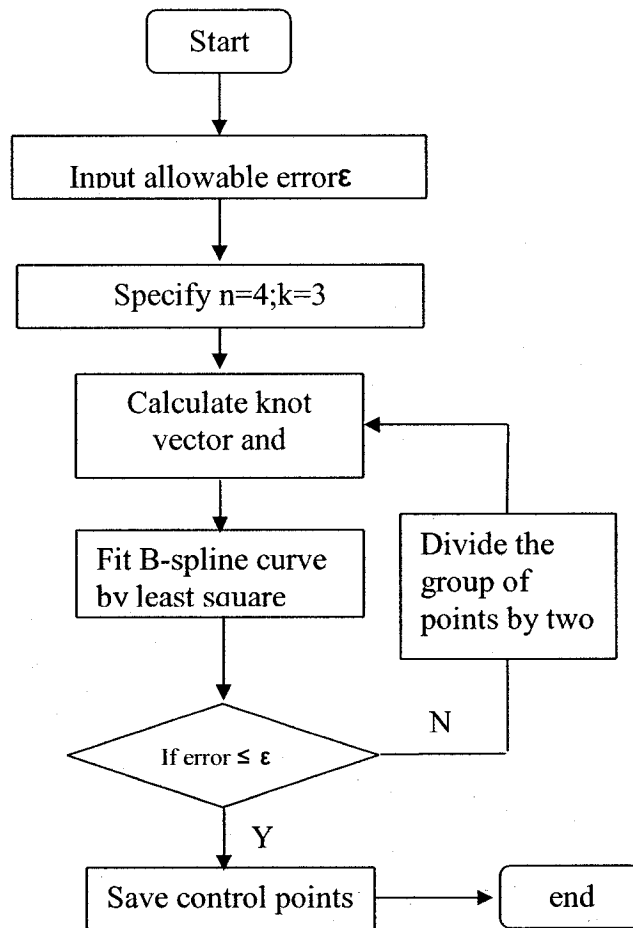 Start
Input allowable errorε
Specify n=4;k=3
Calculate knot
vector and
Fit B-spline curve
by least square
Divide the
group of
points by two
If error ≤ ε
N
Y
Save control points
end